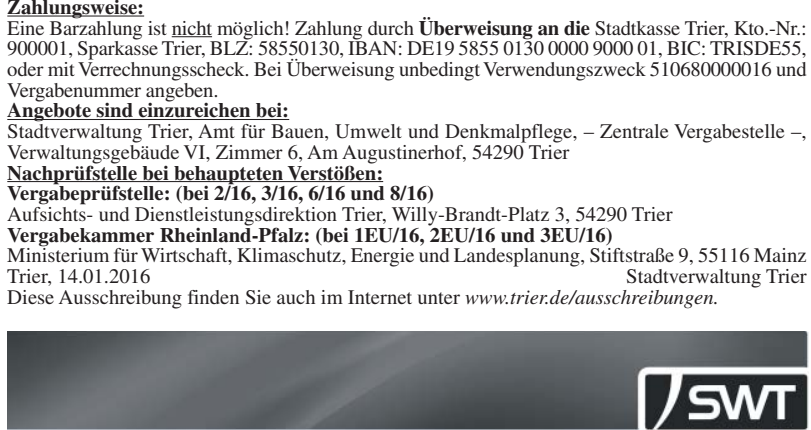 Zahlungsweise:
Eine Barzahlung ist nicht möglich! Zahlung durch Überweisung an die Stadtkasse Trier, Kto.-Nr.:
900001, Sparkasse Trier, BLZ: 58550130, IBAN: DE19 5855 0130 0000 9000 01, BIC: TRISDE55,
oder mit Verrechnungsscheck. Bei Überweisung unbedingt Verwendungszweck 510680000016 und
Vergabenummer angeben.
Angebote sind einzureichen bei:
Stadtverwaltung Trier, Amt für Bauen, Umwelt und Denkmalpflege, – Zentrale Vergabestelle –,
Verwaltungsgebäude VI, Zimmer 6, Am Augustinerhof, 54290 Trier
Nachprüfstelle bei behaupteten Verstößen:
Vergabeprüfstelle: (bei 2/16, 3/16, 6/16 und 8/16)
Aufsichts- und Dienstleistungsdirektion Trier, Willy-Brandt-Platz 3, 54290 Trier
Vergabekammer Rheinland-Pfalz: (bei 1EU/16, 2EU/16 und 3EU/16)
Ministerium für Wirtschaft, Klimaschutz, Energie und Landesplanung, Stiftstraße 9, 55116 Mainz
Trier, 14.01.2016 Stadtverwaltung Trier
Diese Ausschreibung finden Sie auch im Internet unter www.trier.de/ausschreibungen.
SWT